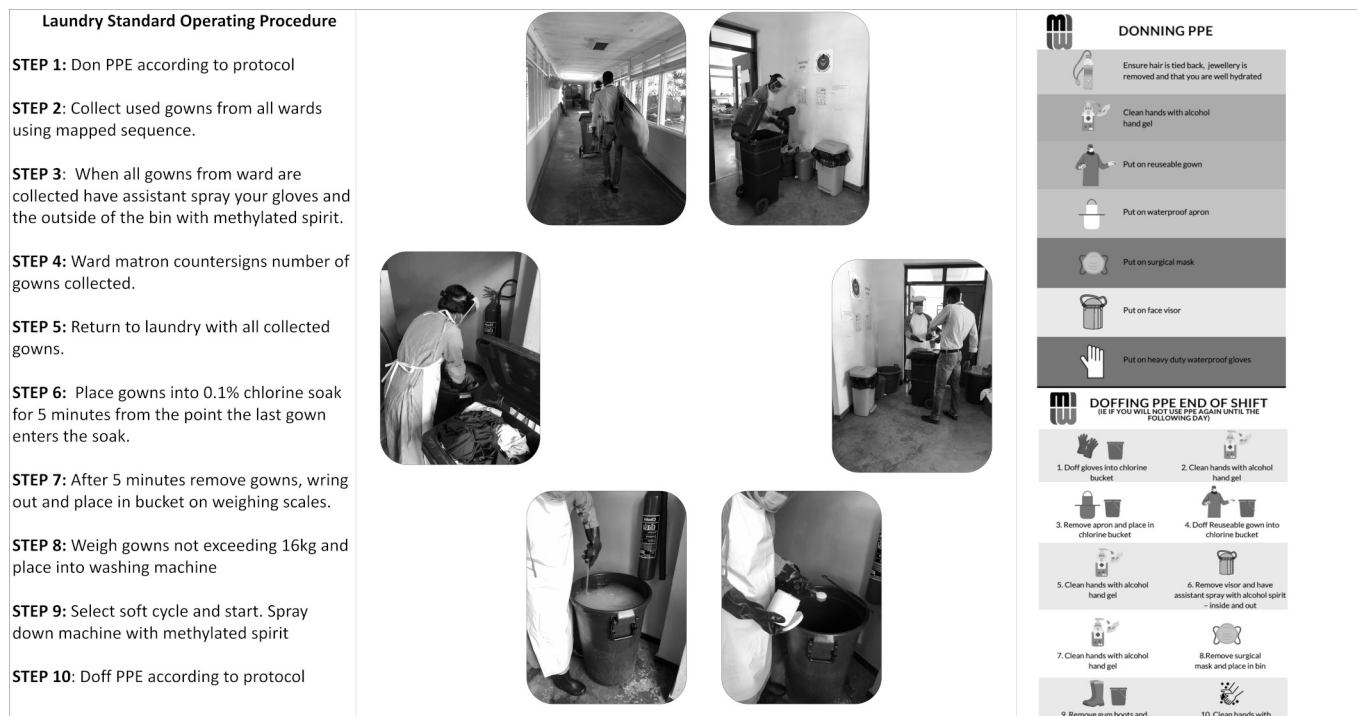 Laundry Standard Operating Procedure
STEP 1: Don PPE according to protocol
STEP 2: Collect used gowns from all wards
using mapped sequence.
STEP 3:  When all gowns from ward are
collected have assistant spray your gloves and
the outside of the bin with methylated spirit.
STEP 4: Ward matron countersigns number of
gowns collected.
STEP 5: Return to laundry with all collected
gowns.
STEP 6:  Place gowns into 0.1% chlorine soak
for 5 minutes from the point the last gown
enters the soak.
STEP 7: After 5 minutes remove gowns, wring
out and place in bucket on weighing scales.
STEP 8: Weigh gowns not exceeding 16kg and
place into washing machine
STEP 9: Select soft cycle and start. Spray
down machine with methylated spirit
STEP 10: Doff PPE according to protocol
DONNING PPE
Ensure hair is tied back, jewellery is
removed and that you are well hydrated
Clean hands with alcohol
hand gel
Put on reuseable gown
Put on waterproof apron
Put on surgical mask
Put on face visor
Put on heavy duty waterproof gloves
DOFFING PPE END OF SHIFT
(IE IF YOU WILL NOT USE PPE AGAIN UNTIL THE
FOLLOWING DAY)
1. Doff gloves into chlorine
bucket
2. Clean hands with alcohol
hand gel
3. Remove apron and place in
chlorine bucket
4. Doff Reuseable gown into
chlorine bucket
5. Clean hands with alcohol
hand gel
6. Remove visor and have
assistant spray with alcohol spirit
– inside and out
7. Clean hands with alcohol
hand gel
8.Remove surgical
mask and place in bin
9. Remove gum boots and
10. Clean hands with